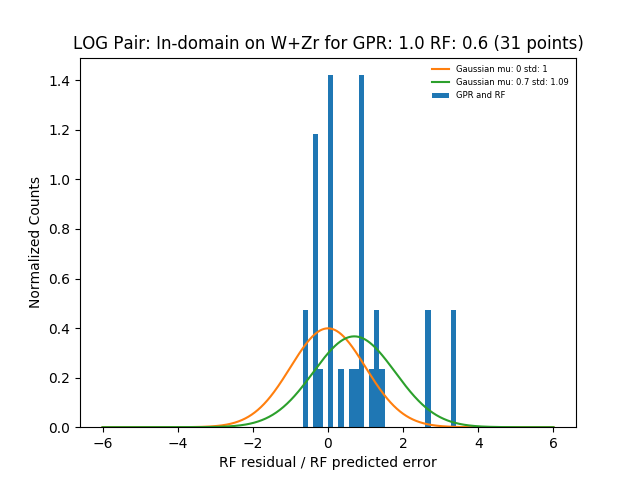 LOG Pair: In-domain on W+Zr for GPR: 1.0 RF: 0.6 (31 points)
Gaussian mu: 0 std: 1
Gaussian mu: 0.7 std: 1.09
GPR and RF
Normalized Counts
1.4
1.2
1.0
0.8
0.6
0.4
0.2
0.0
−6 −4 −2 0 2 4 6
RF residual / RF predicted error